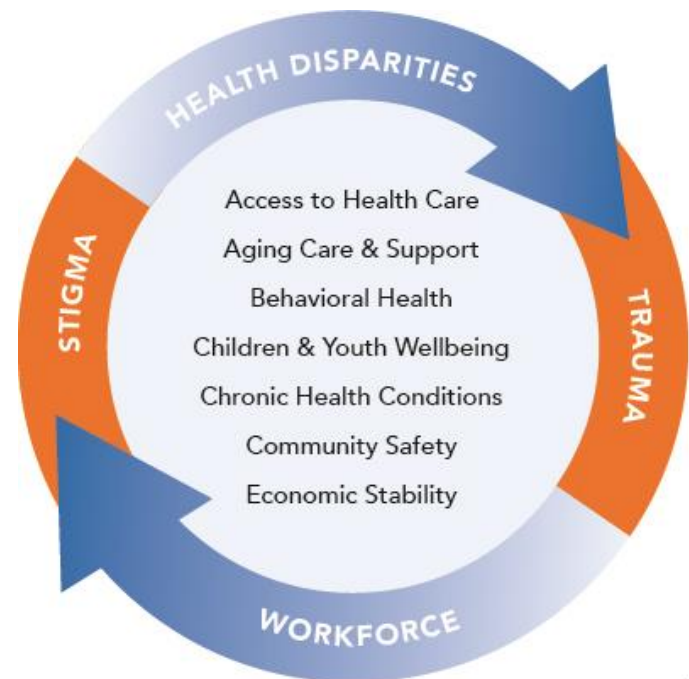 HEALTH DISPARITIES
Access to Health Care
Aging Care & Support
Behavioral Health
Children & Youth Wellbeing
Chronic Health Conditions
Community Safety
Economic Stability
STIGMA
TRAUMA
WORKFORCE